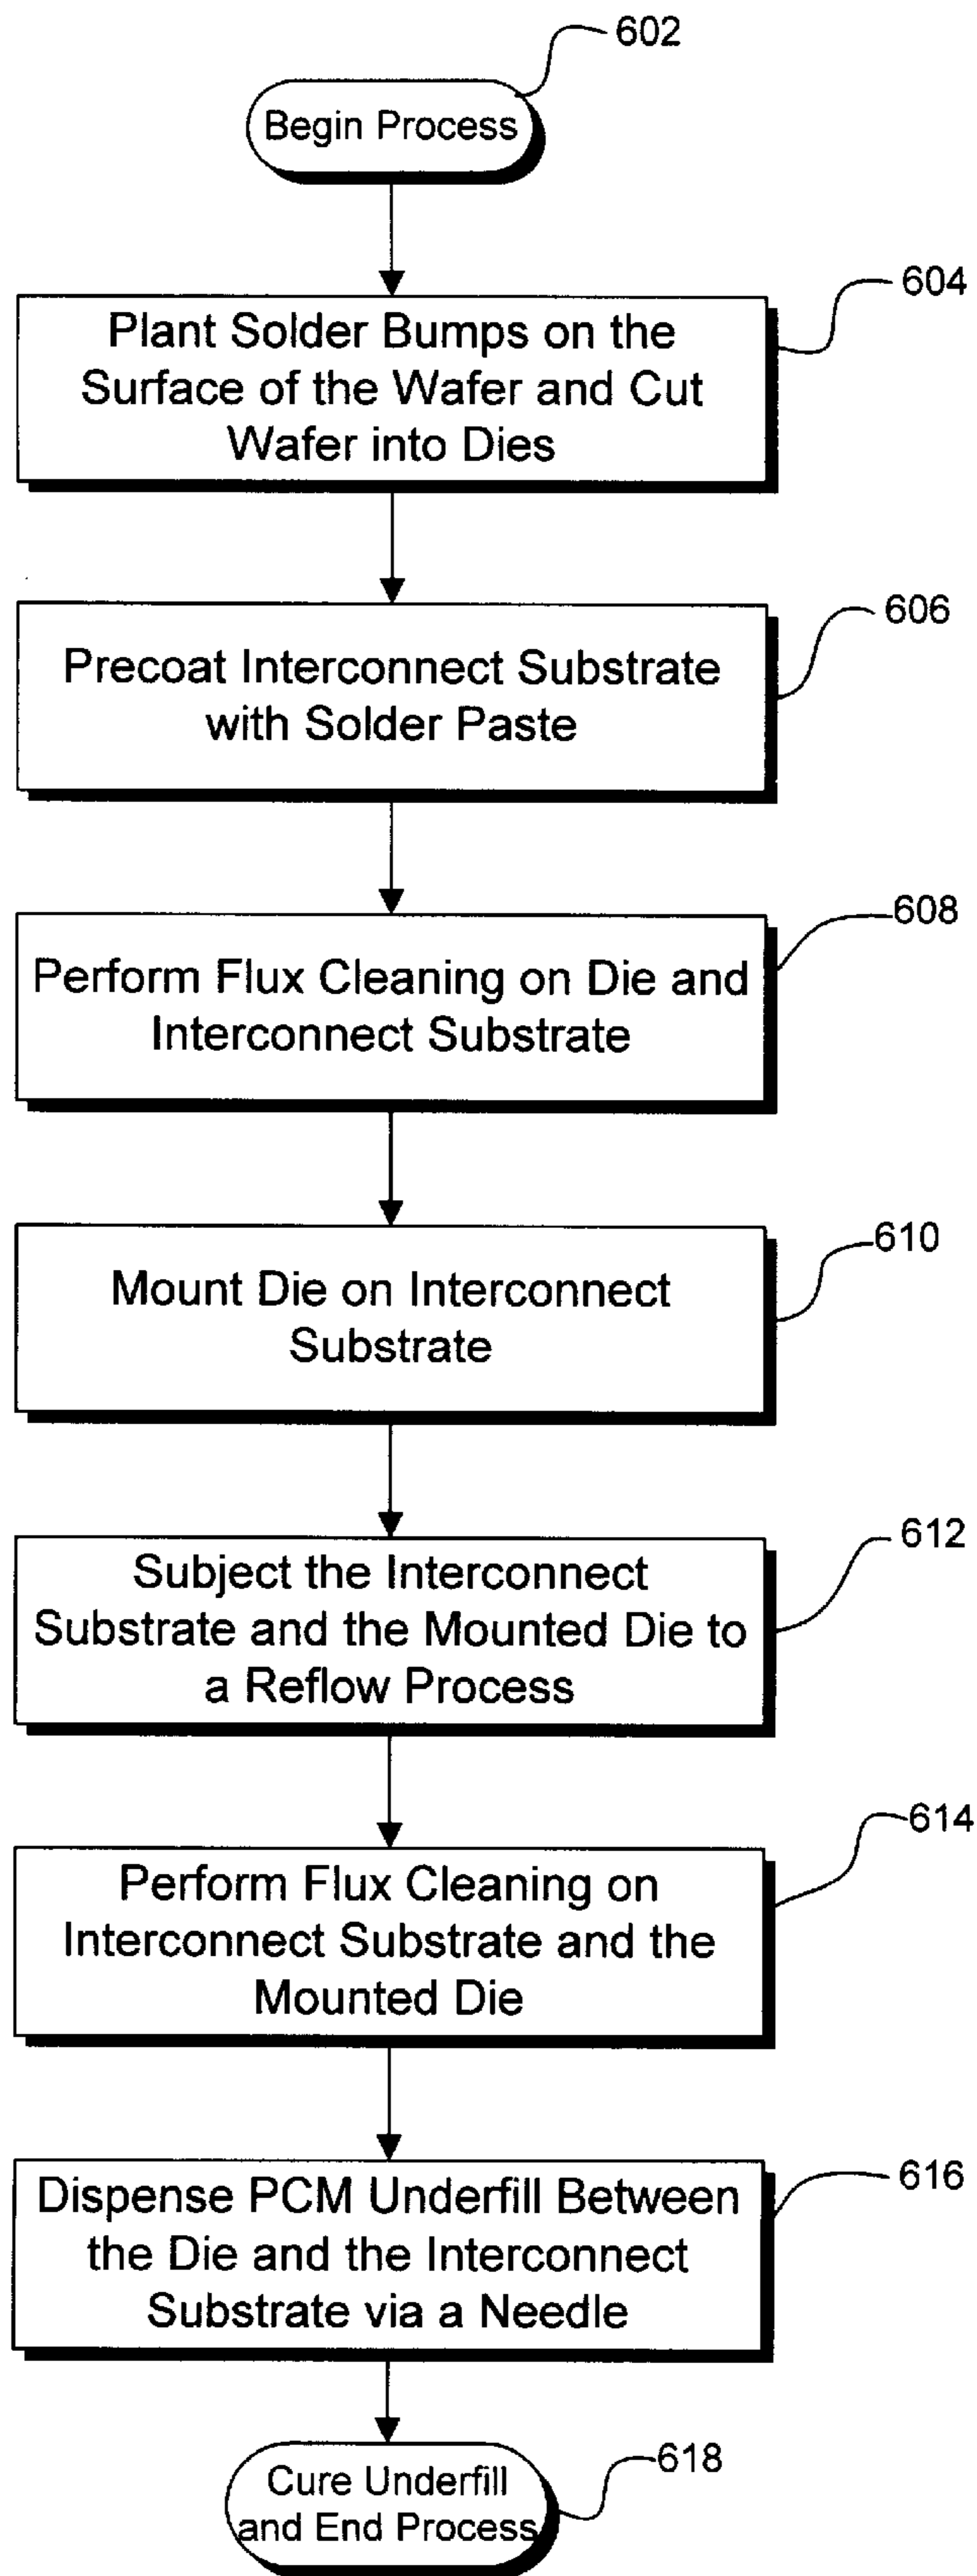 602
Begin Process
604
Plant Solder Bumps on the
Surface of the Wafer and Cut
Wafer into Dies
606
Precoat Interconnect Substrate
with Solder Paste
608
Perform Flux Cleaning on Die and
Interconnect Substrate
610
Mount Die on Interconnect
Substrate
612
Subject the Interconnect
Substrate and the Mounted Die to
a Reflow Process
614
Perform Flux Cleaning on
Interconnect Substrate and the
Mounted Die
616
Dispense PCM Underfill Between
the Die and the Interconnect
Substrate via a Needle
618
Cure Underfill
and End Process